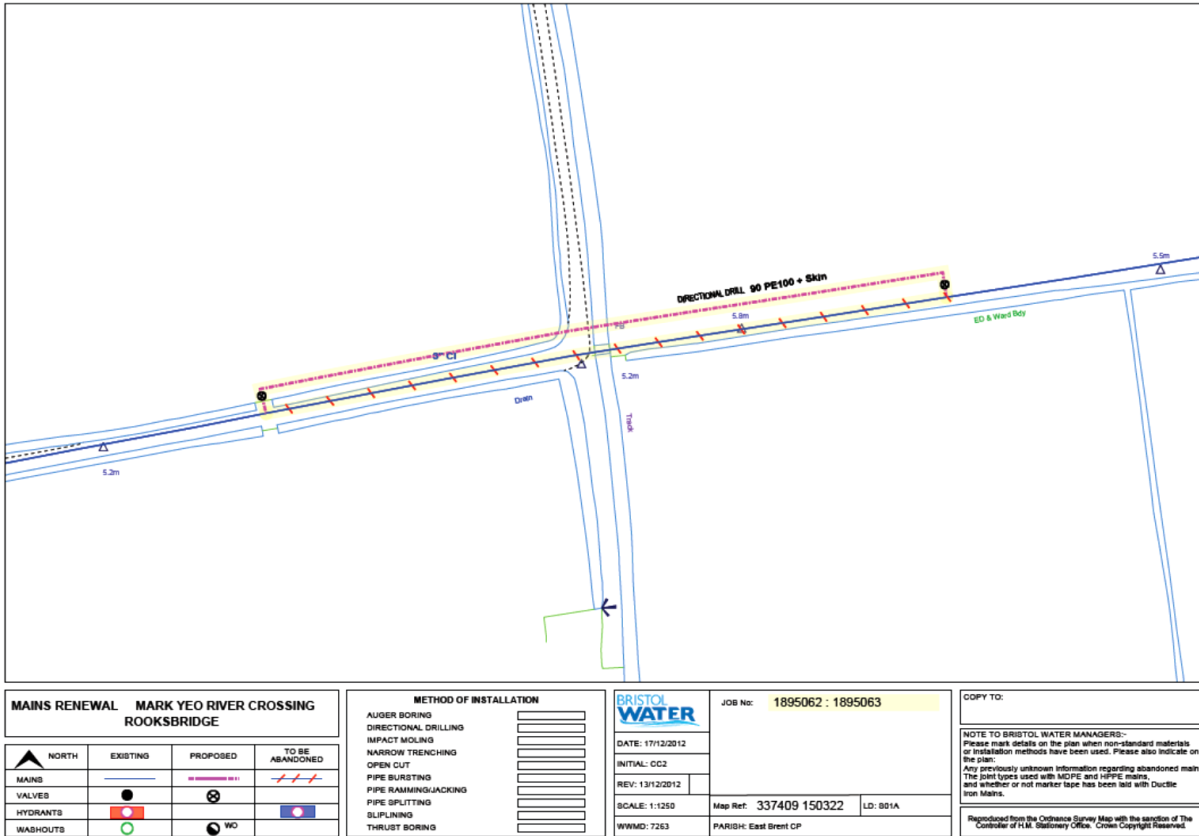 DIRECTIONAL DRILL 90 PE100 + Skin
5.5m
5.8m
FB
ED & Ward Bdy
3" CI
5.2m
Drain
Track
5.2m
MAINS RENEWAL MARK YEO RIVER CROSSING
ROOKSBRIDGE
NORTH EXISTING PROPOSED TO BE
ABANDONED
MAINS
VALVES
HYDRANTS
WASHOUTS WO
METHOD OF INSTALLATION
AUGER BORING
DIRECTIONAL DRILLING
IMPACT MOLING
NARROW TRENCHING
OPEN CUT
PIPE BURSTING
PIPE RAMMING/JACKING
PIPE SPLITTING
SLIPLINING
THRUST BORING
BRISTOL
WATER
JOB No: 1895062 : 1895063
DATE: 17/12/2012
INITIAL: CC2
REV: 13/12/2012
SCALE: 1:1250 Map Ref: 337409 150322 LD: 801A
WWMD: 7263 PARISH: East Brent CP
COPY TO:
NOTE TO BRISTOL WATER MANAGERS:-
Please mark details on the plan when non-standard materials
or installation methods have been used. Please also indicate on
the plan:
Any previously unknown information regarding abandoned main
The joint types used with MDPE and HPPE mains,
and whether or not marker tape has been laid with Ductile
Iron Mains.
Reproduced from the Ordnance Survey Map with the sanction of The
Controller of H.M. Stationery Office. Crown Copyright Reserved.